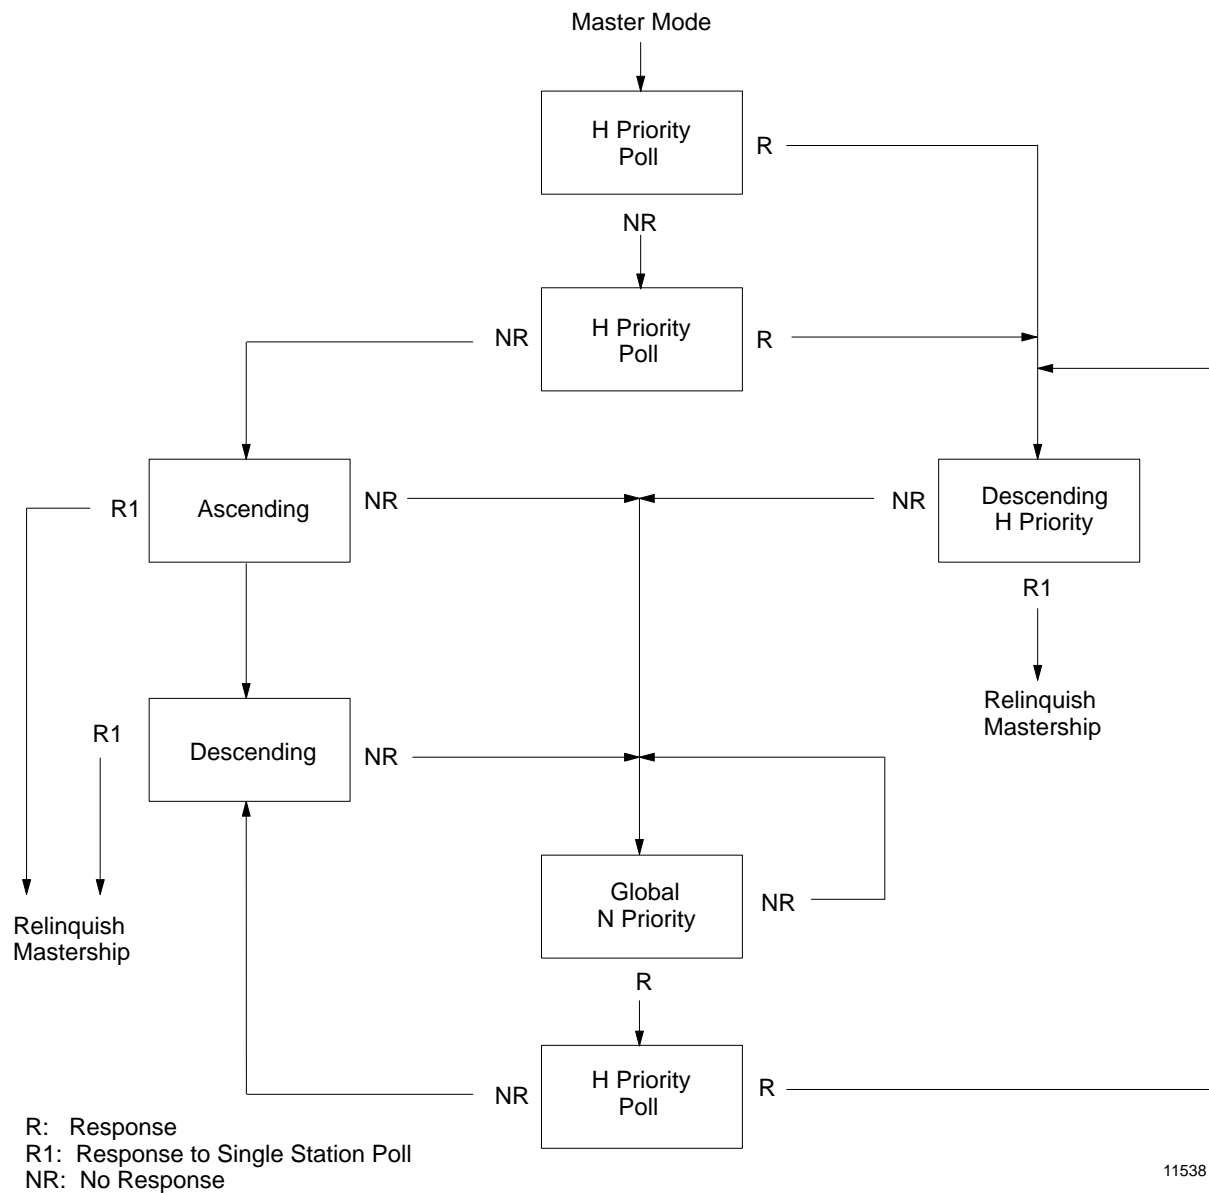 Master Mode
H Priority
Poll
R
NR
H Priority
Poll
NR
R
R1
Ascending
NR
NR
Descending
H Priority
R1
Relinquish
Mastership
R1
Descending
NR
Global
N Priority
NR
Relinquish
Mastership
R
H Priority
Poll
NR
R
R: Response
R1: Response to Single Station Poll
NR: No Response
11538